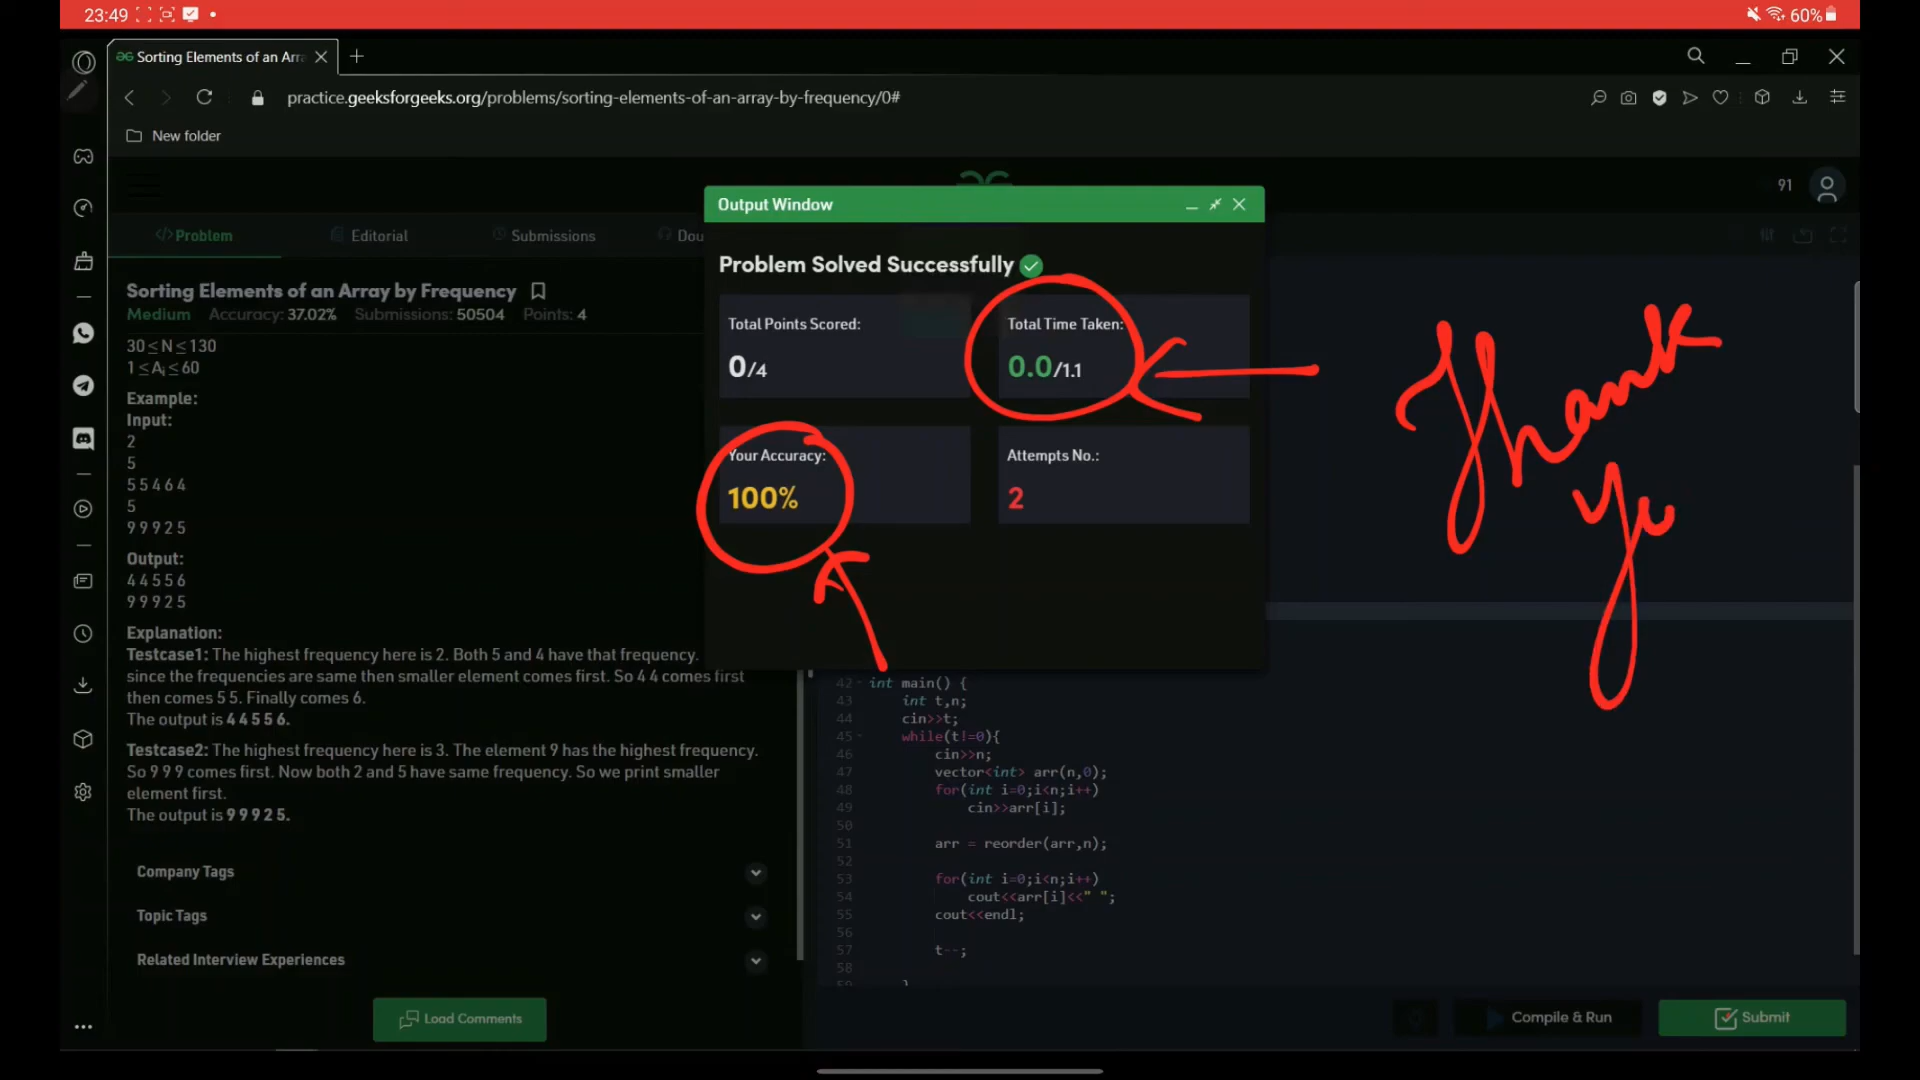 23:49
60%
Sorting Elements of an Arr
practice.geeksforgeeks.org/problems/sorting-elements-of-an-array-by-frequency/0#
New folder
91
Output Window
Problem
Editorial
Submissions
Dou
Problem Solved Successfully
Sorting Elements of an Array by Frequency
Medium Accuracy: 37.02% Submissions: 50504 Points: 4
Total Points Scored:
0/4
Total Time Taken:
0.0/1.1
Your Accuracy:
100%
Attempts No.:
2
Thank
Yo
30 ≤ N ≤ 130
1 ≤ Ai ≤ 60
Example:
Input:
2
5
5 5 4 6 4
5
9 9 9 2 5
Output:
4 4 5 5 6
9 9 9 2 5
Explanation:
Testcase1: The highest frequency here is 2. Both 5 and 4 have that frequency.
since the frequencies are same then smaller element comes first. So 4 4 comes first
then comes 5 5. Finally comes 6.
The output is 4 4 5 5 6.
Testcase2: The highest frequency here is 3. The element 9 has the highest frequency.
So 9 9 9 comes first. Now both 2 and 5 have same frequency. So we print smaller
element first.
The output is 9 9 9 2 5.
Company Tags
Topic Tags
Related Interview Experiences
Load Comments
42 int main() {
43 int t,n;
44 cin>>t;
45 while(t!=0){
46 cin>>n;
47 vector<int> arr(n,0);
48 for(int i=0;i<n;i++)
49 cin>>arr[i];
50
51 arr = reorder(arr,n);
52
53 for(int i=0;i<n;i++)
54 cout<<arr[i]<<" ";
55 cout<<endl;
56
57 t--;
58
59 }
Compile & Run
Submit